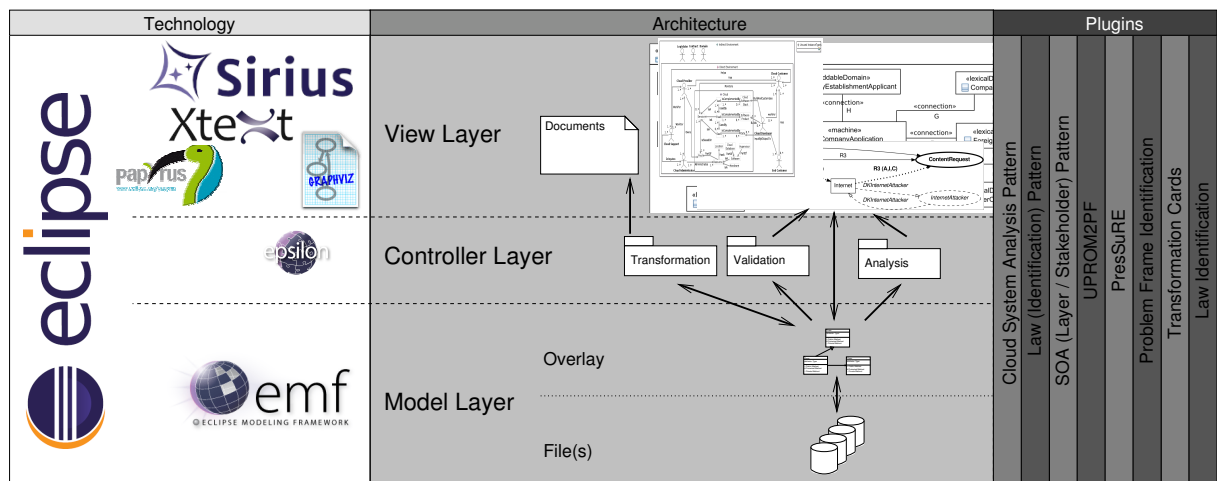 Technology
Architecture
Plugins
eclipse
Sirius
Xtext
papyrus
GRAPHVIZ
epsilon
emf
ECLIPSE MODELING FRAMEWORK
View Layer
Documents
«connection»
H
«connection»
G
«machine»
CompanyApplication
«connection»
R3
ContentRequest
R3 (A,I,C)
Internet
DKInternetAttacker
DKInternetAttacker
InternetAttacker
Controller Layer
Transformation
Validation
Analysis
Overlay
Model Layer
File(s)
Cloud System Analysis Pattern
Law (Identification) Pattern
SOA (Layer / Stakeholder) Pattern
UPROM2PF
PresSuRE
Problem Frame Identification
Transformation Cards
Law Identification